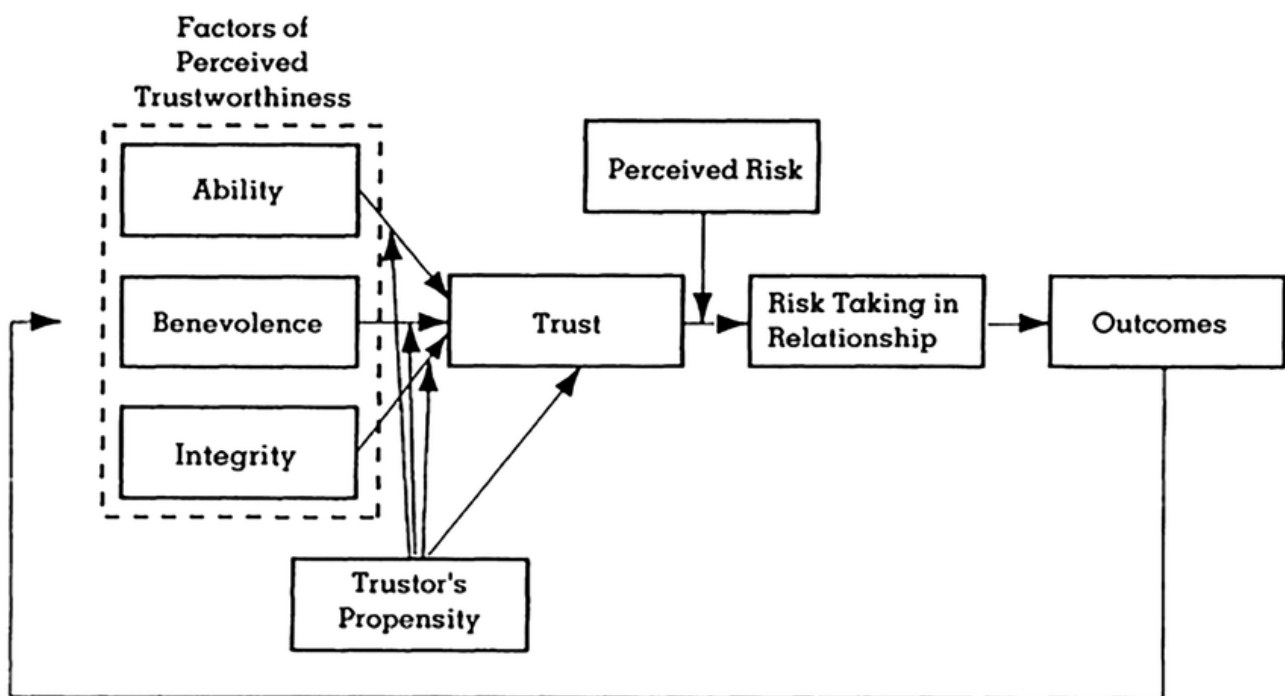 Factors of
Perceived
Trustworthiness
Ability
Perceived Risk
Benevolence
Trust
Risk Taking in
Relationship
Outcomes
Integrity
Trustor's
Propensity